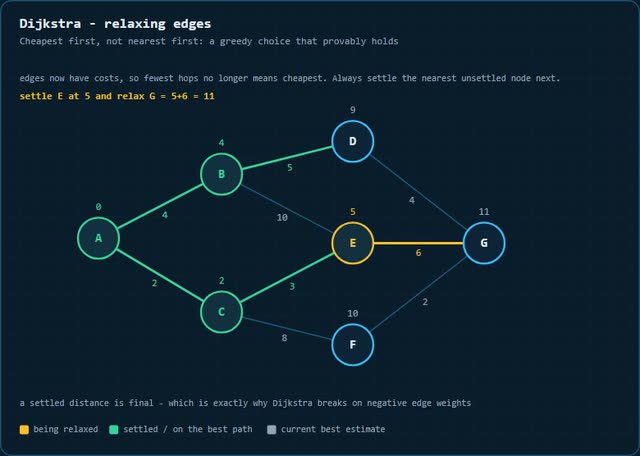 Dijkstra - relaxing edges
Cheapest first, not nearest first: a greedy choice that provably holds
edges now have costs, so fewest hops no longer means cheapest. Always settle the nearest unsettled node next.
settle E at 5 and relax G = 5+6 = 11
9
D
4
B
5
4
0
A
4
10
5
E
11
G
6
2
2
C
3
2
10
F
8
a settled distance is final - which is exactly why Dijkstra breaks on negative edge weights
being relaxed
settled / on the best path
current best estimate